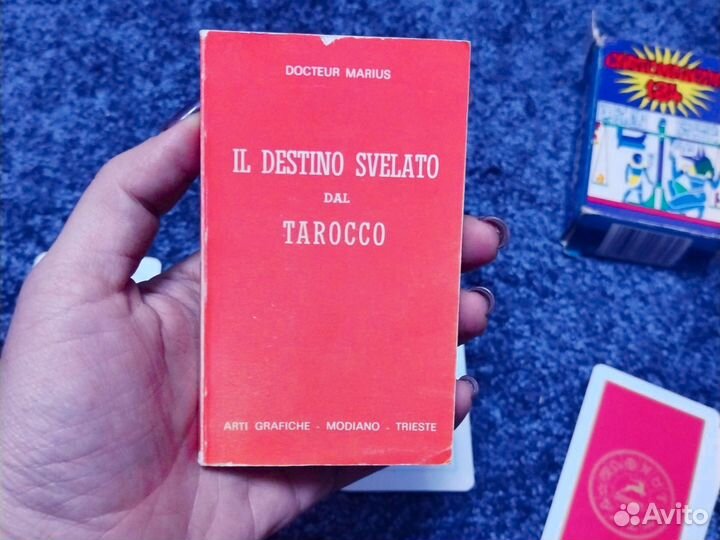 DOCTEUR MARIUS
IL DESTINO SVELATO
DAL
TAROCCO
ARTI GRAFICHE - MODIANO - TRIESTE
Avito